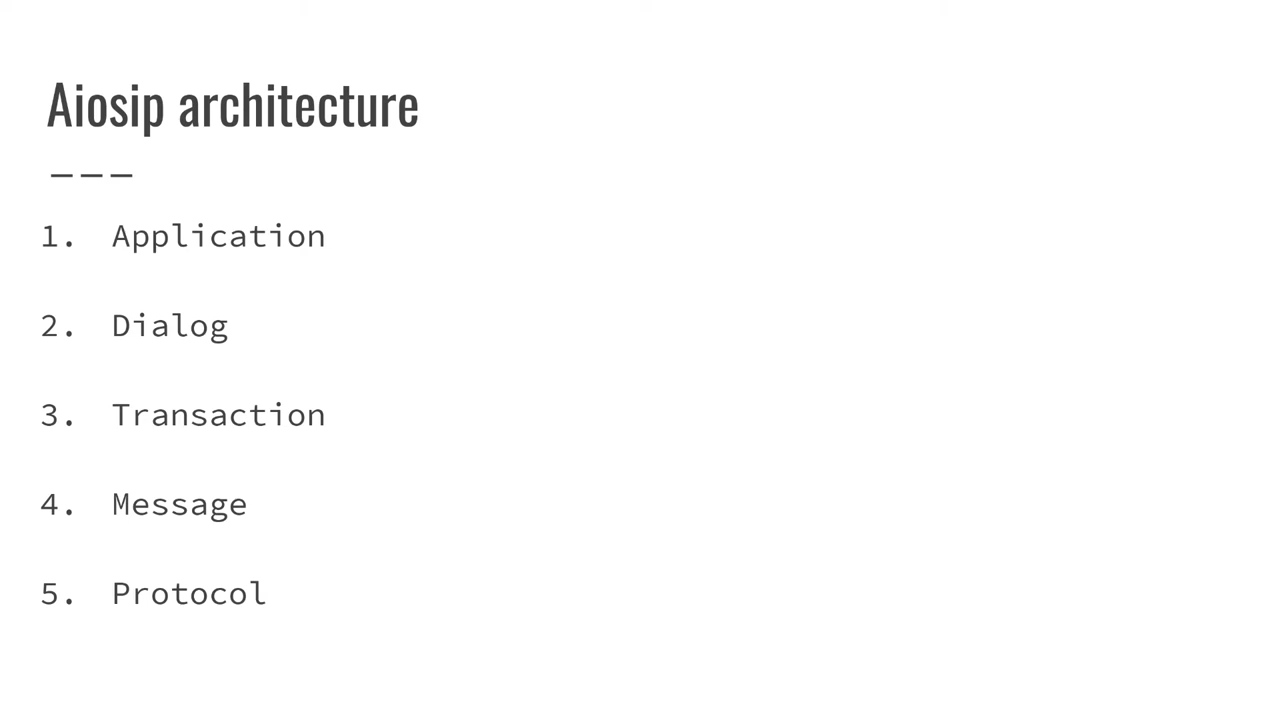 Aiosip architecture
1. Application
2. Dialog
3. Transaction
4. Message
5. Protocol